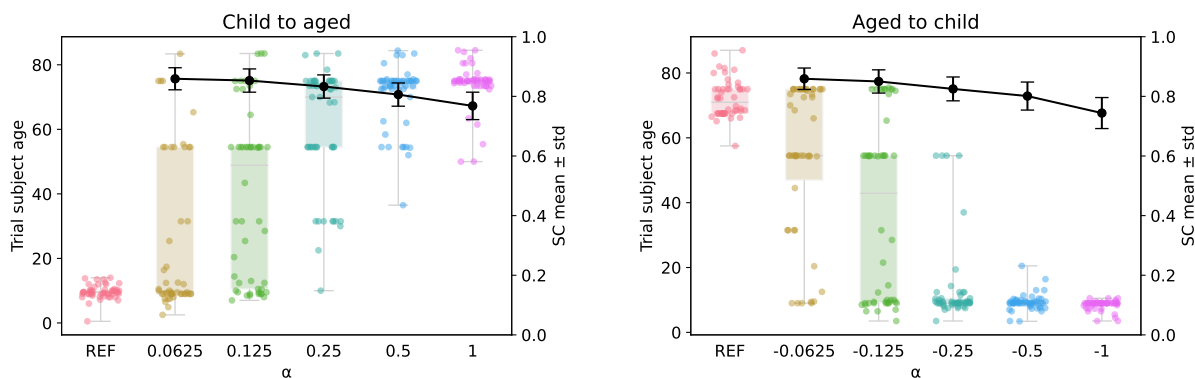 Child to aged
Trial subject age
80
60
40
20
0
1.0
0.8
0.6
0.4
0.2
0.0
SC mean ± std
REF 0.0625 0.125 0.25 0.5 1
α
Aged to child
Trial subject age
80
60
40
20
0
1.0
0.8
0.6
0.4
0.2
0.0
SC mean ± std
REF -0.0625 -0.125 -0.25 -0.5 -1
α